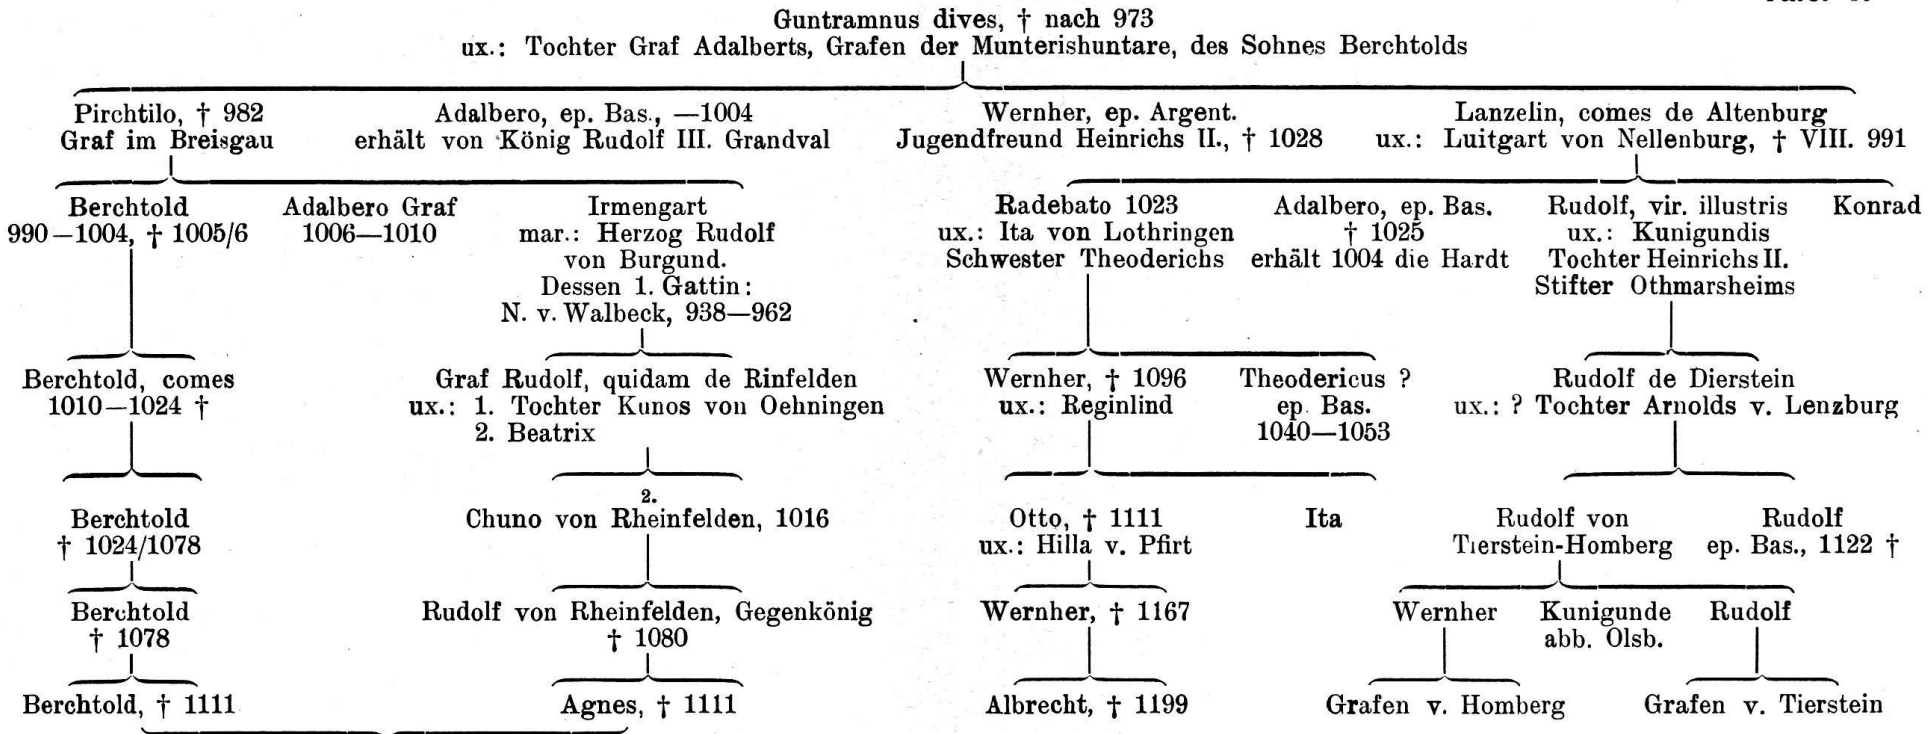 Guntramnus dives, † nach 973
ux.: Tochter Graf Adalberts, Grafen der Munterishuntare, des Sohnes Berchtolds
Pirchtilo, † 982
Graf im Breisgau
Adalbero, ep. Bas., —1004
erhält von König Rudolf III. Grandval
Wernher, ep. Argent.
Jugendfreund Heinrichs II., † 1028
Lanzelin, comes de Altenburg
ux.: Luitgart von Nellenburg, † VIII. 991
Berchtold
990—1004, † 1005/6
Adalbero Graf
1006—1010
Irmengart
mar.: Herzog Rudolf
von Burgund.
Dessen 1. Gattin:
N. v. Walbeck, 938—962
Radebato 1023
ux.: Ita von Lothringen
Schwester Theoderichs
Adalbero, ep. Bas.
† 1025
erhält 1004 die Hardt
Rudolf, vir. illustris
ux.: Kunigundis
Tochter Heinrichs II.
Stifter Othmarsheims
Konrad
Berchtold, comes
1010—1024 †
Graf Rudolf, quidam de Rinfelden
ux.: 1. Tochter Kunos von Oehningen
2. Beatrix
Wernher, † 1096
ux.: Reginlind
Theodericus ?
ep. Bas.
1040—1053
Rudolf de Dierstein
ux.: ? Tochter Arnolds v. Lenzburg
Berchtold
† 1024/1078
2.
Chuno von Rheinfelden, 1016
Otto, † 1111
ux.: Hilla v. Pfirt
Ita
Rudolf von
Tierstein-Homberg
Rudolf
ep. Bas., 1122 †
Berchtold
† 1078
Rudolf von Rheinfelden, Gegenkönig
† 1080
Wernher, † 1167
Wernher
Kunigunde
abb. Olsb.
Rudolf
Berchtold, † 1111
Agnes, † 1111
Albrecht, † 1199
Grafen v. Homberg
Grafen v. Tierstein